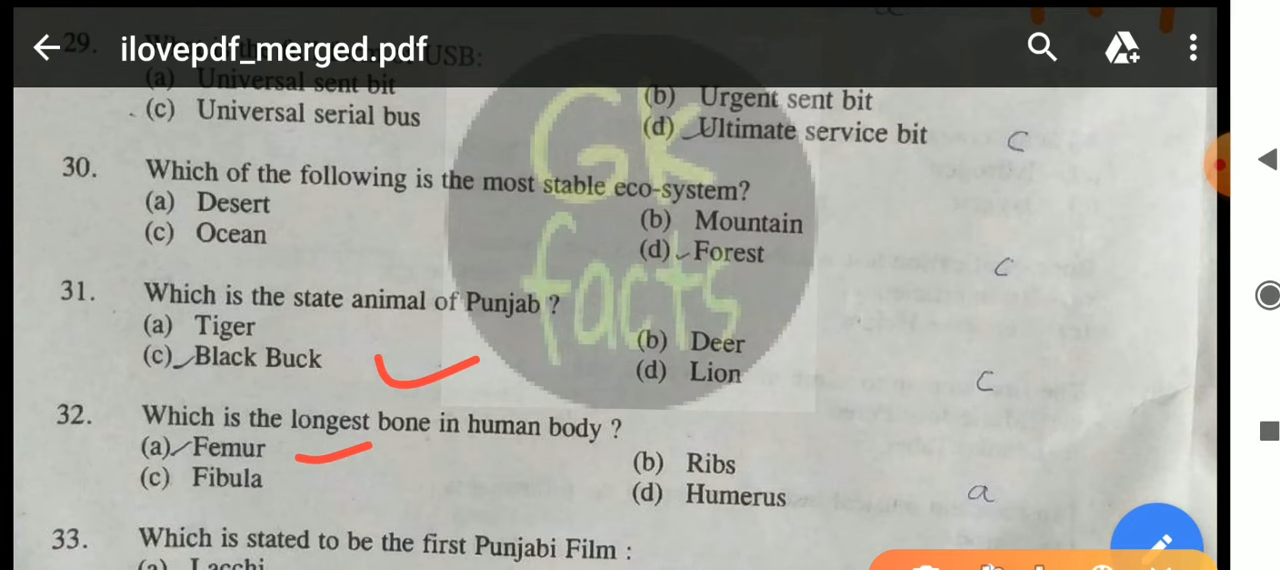 ilovepdf_merged.pdf
29. USB:
(a) Universal sent bit
(b) Urgent sent bit
(c) Universal serial bus
(d) Ultimate service bit c
30. Which of the following is the most stable eco-system?
(a) Desert
(b) Mountain
(c) Ocean
(d) Forest c
31. Which is the state animal of Punjab ?
(a) Tiger
(b) Deer
(c) Black Buck
(d) Lion c
32. Which is the longest bone in human body ?
(a) Femur
(b) Ribs
(c) Fibula
(d) Humerus a
33. Which is stated to be the first Punjabi Film :
(a) Lacchi
GK
facts